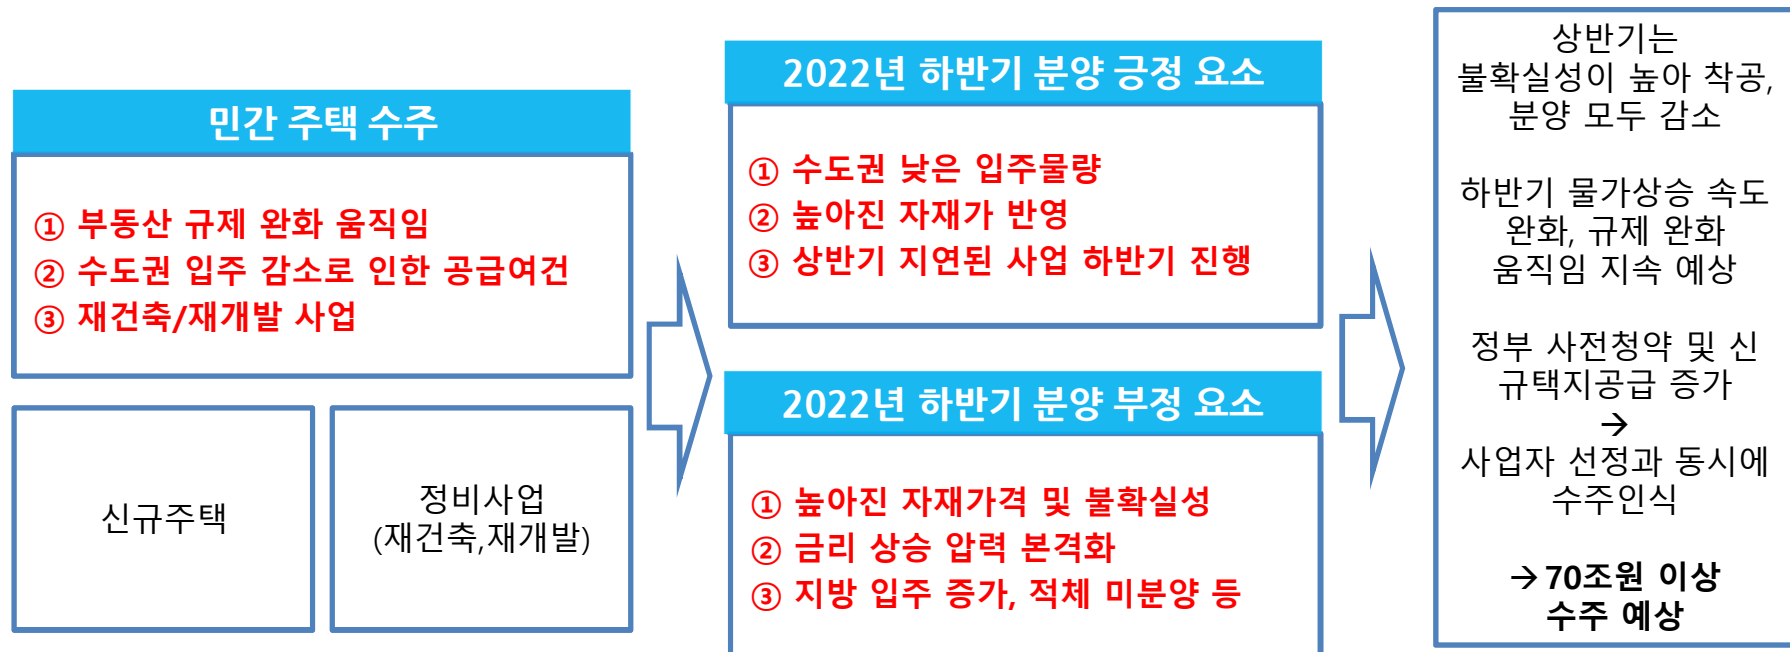 민간 주택 수주
① 부동산 규제 완화 움직임
② 수도권 입주 감소로 인한 공급여건
③ 재건축/재개발 사업
신규주택
정비사업
(재건축,재개발)
2022년 하반기 분양 긍정 요소
① 수도권 낮은 입주물량
② 높아진 자재가 반영
③ 상반기 지연된 사업 하반기 진행
2022년 하반기 분양 부정 요소
① 높아진 자재가격 및 불확실성
② 금리 상승 압력 본격화
③ 지방 입주 증가, 적체 미분양 등
상반기는
불확실성이 높아 착공,
분양 모두 감소
하반기 물가상승 속도
완화, 규제 완화
움직임 지속 예상
정부 사전청약 및 신
규택지공급 증가
→
사업자 선정과 동시에
수주인식
→ 70조원 이상
수주 예상